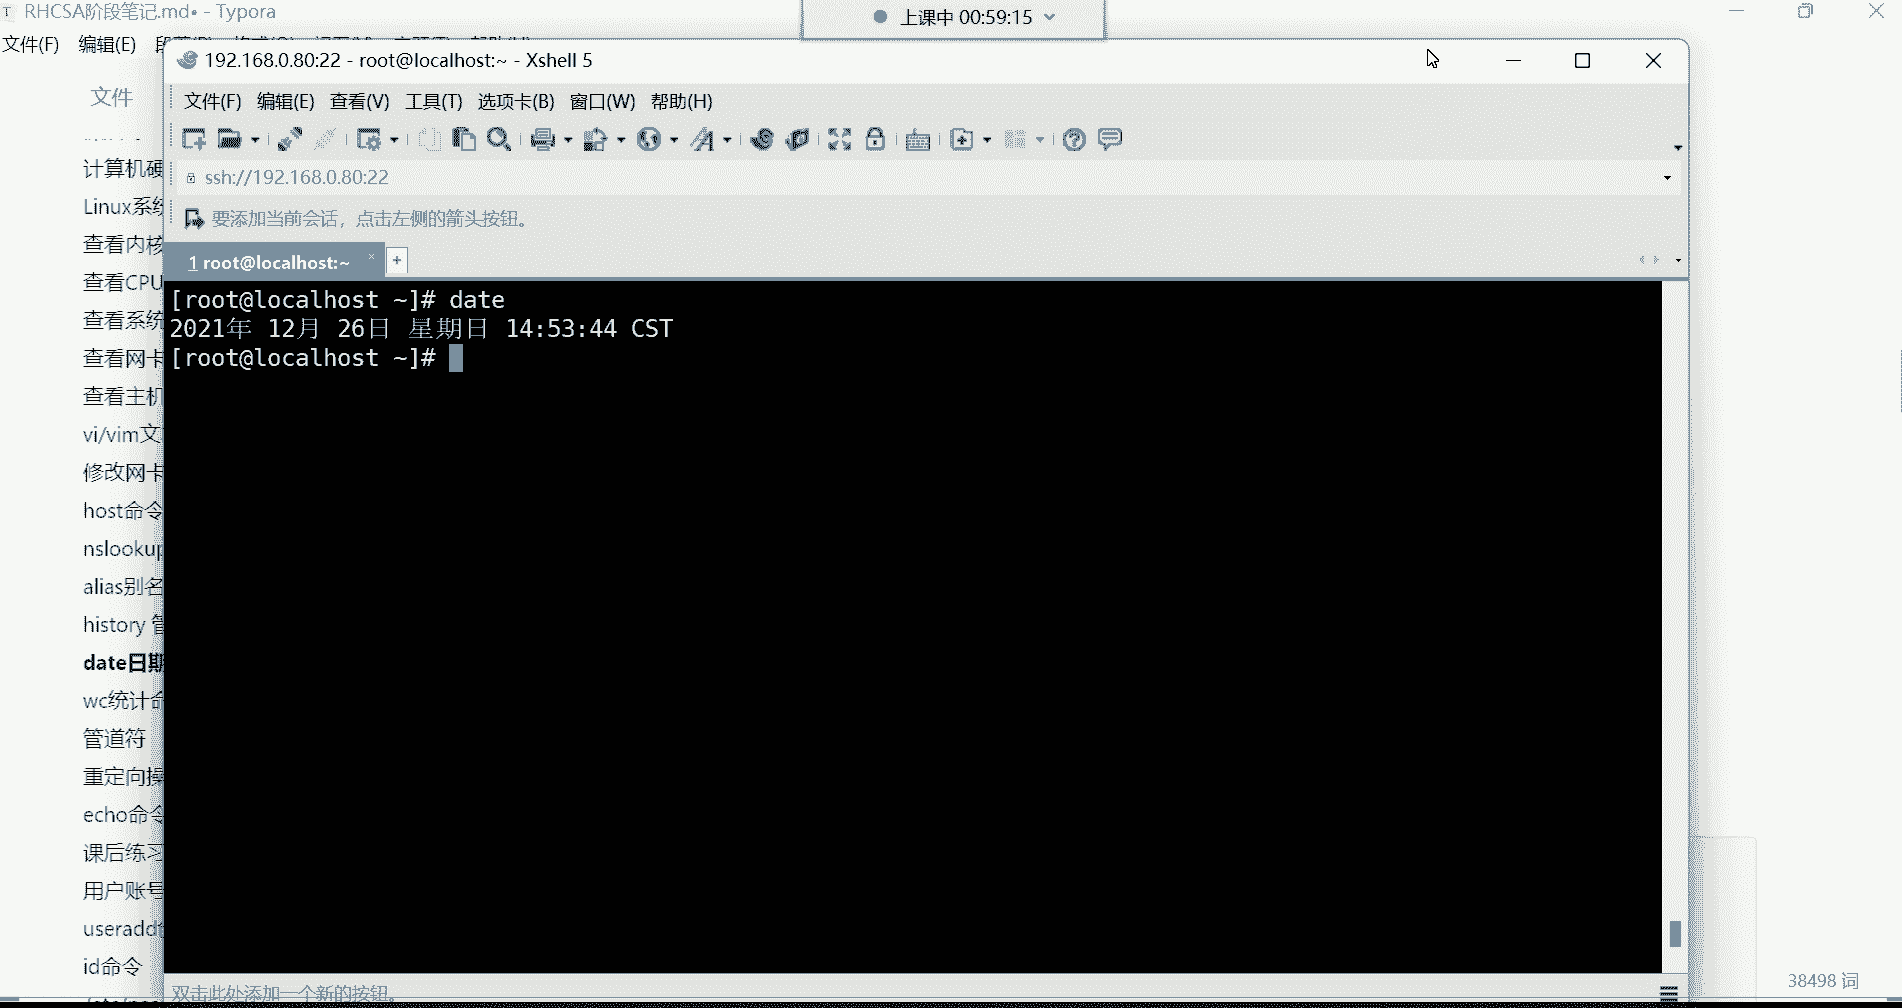 RHCSA阶段笔记.md• - Typora
上课中 00:59:15
文件(F) 编辑(E)
192.168.0.80:22 - root@localhost:~ - Xshell 5
文件
文件(F) 编辑(E) 查看(V) 工具(T) 选项卡(B) 窗口(W) 帮助(H)
ssh://192.168.0.80:22
要添加当前会话，点击左侧的箭头按钮。
1 root@localhost:~
[root@localhost ~]# date
2021年 12月 26日 星期日 14:53:44 CST
[root@localhost ~]#
计算机硬
Linux系统
查看内核
查看CPU
查看系统
查看网卡
查看主机
vi/vim文
修改网卡
host命令
nslookup
alias别名
history 管
date日期
wc统计命
管道符
重定向操
echo命令
课后练习
用户账号
useradd
id命令
双击此处添加一个新的按钮。
38498 词